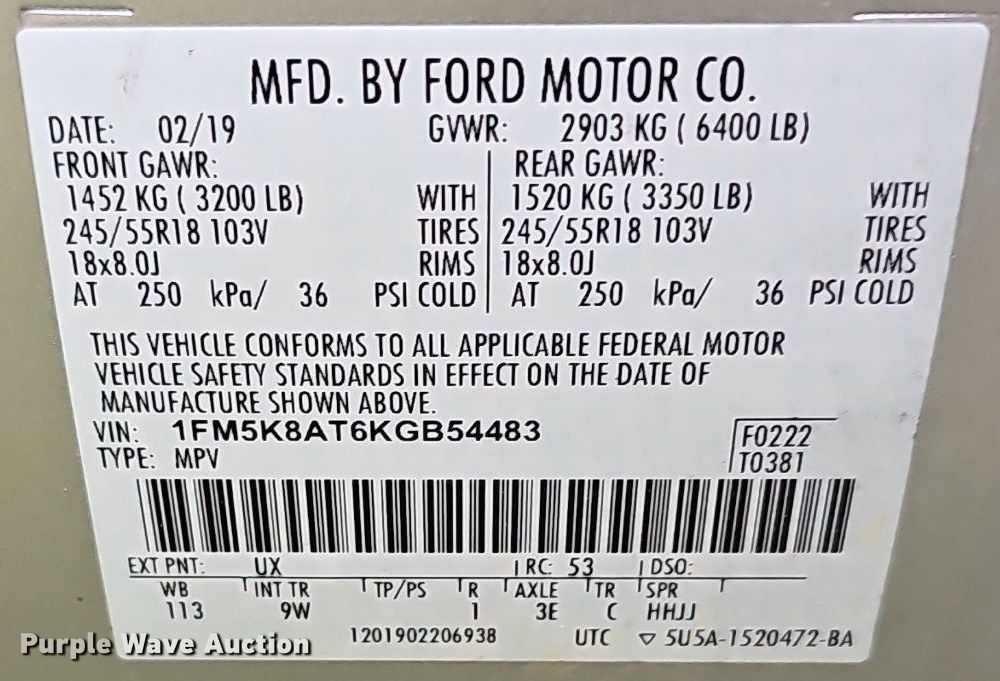 MFD. BY FORD MOTOR CO.
DATE: 02/19 GVWR: 2903 KG ( 6400 LB)
FRONT GAWR: REAR GAWR:
1452 KG ( 3200 LB) WITH 1520 KG ( 3350 LB) WITH
245/55R18 103V TIRES 245/55R18 103V TIRES
18x8.0J RIMS 18x8.0J RIMS
AT 250 kPa/ 36 PSI COLD AT 250 kPa/ 36 PSI COLD
THIS VEHICLE CONFORMS TO ALL APPLICABLE FEDERAL MOTOR
VEHICLE SAFETY STANDARDS IN EFFECT ON THE DATE OF
MANUFACTURE SHOWN ABOVE.
VIN: 1FM5K8AT6KGB54483 F0222
TYPE: MPV T0381
EXT PNT: UX RC: 53 DSO:
WB INT TR TP/PS R AXLE TR SPR
113 9W 1 3E C HHJJ
1201902206938 UTC ▽ 5U5A-1520472-BA
Purple Wave Auction